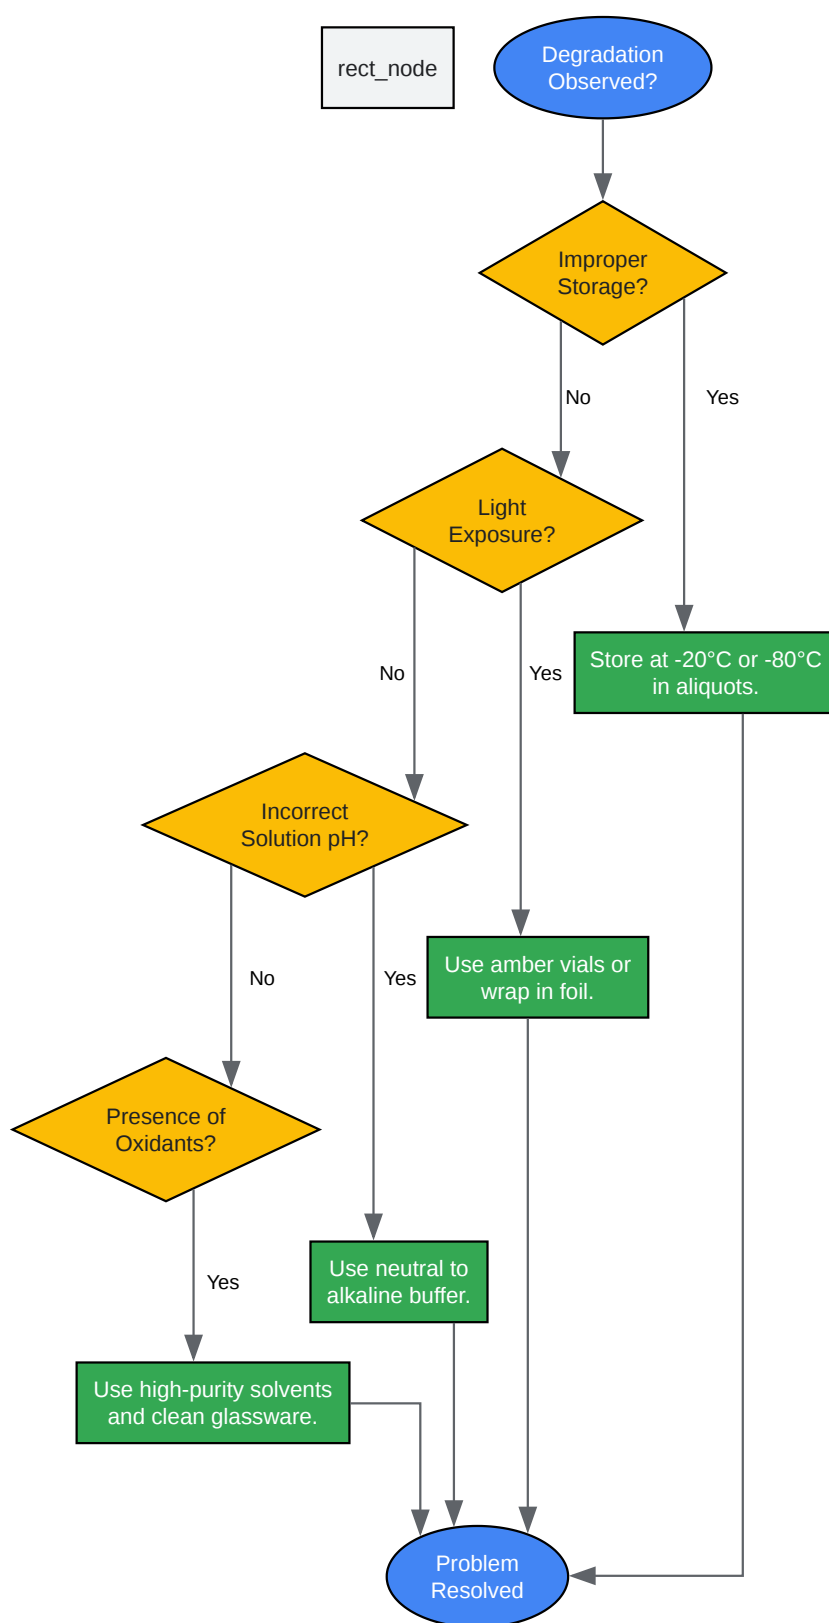 rect_node
Degradation
Observed?
Improper
Storage?
No
Yes
Light
Exposure?
No
Yes
Store at -20°C or -80°C
in aliquots.
Incorrect
Solution pH?
No
Yes
Use amber vials or
wrap in foil.
Presence of
Oxidants?
Yes
Use neutral to
alkaline buffer.
Use high-purity solvents
and clean glassware.
Problem
Resolved